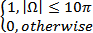 {1, |Ω| ≤ 10π
{0, otherwise